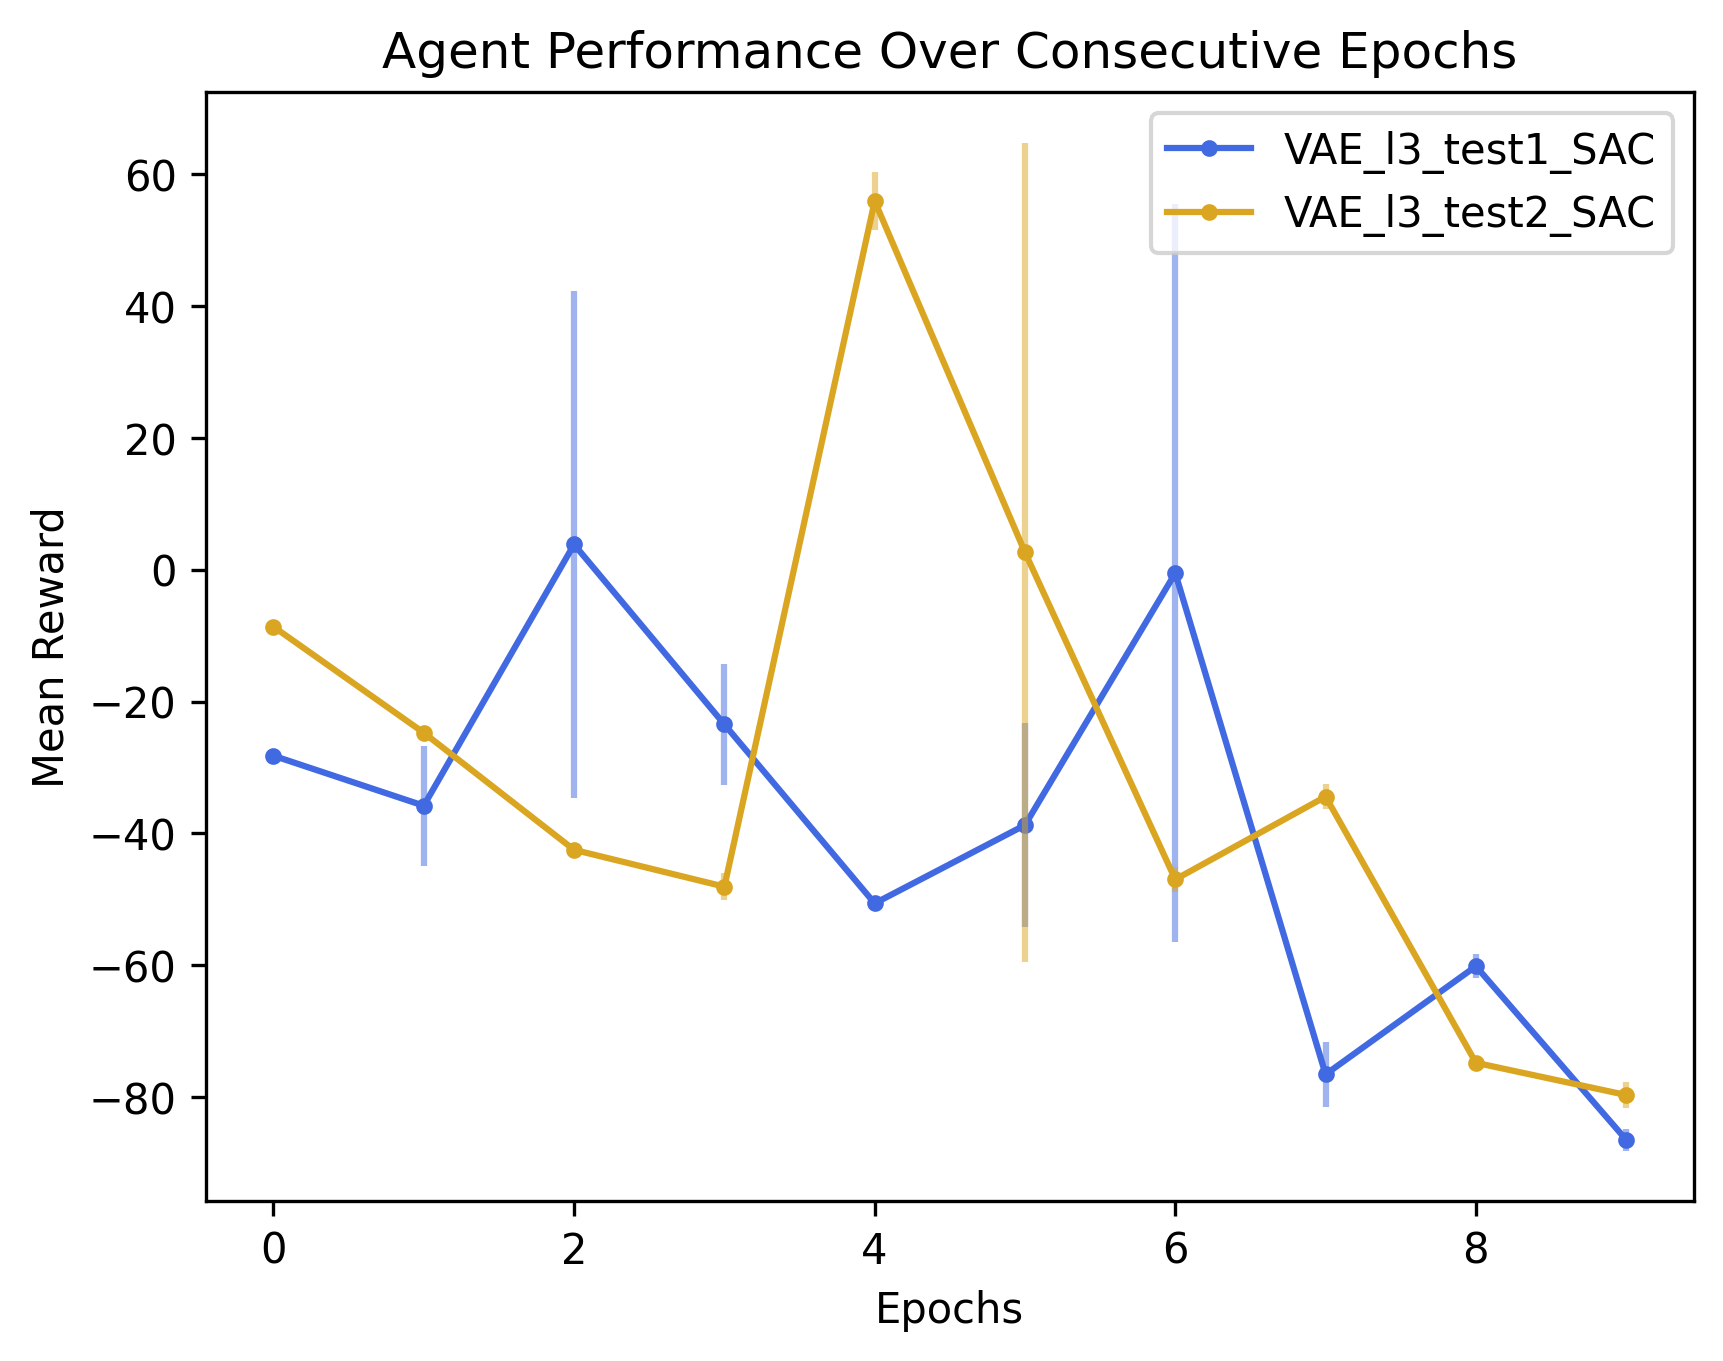 Agent Performance Over Consecutive Epochs
VAE_l3_test1_SAC
VAE_l3_test2_SAC
Mean Reward
60
40
20
0
−20
−40
−60
−80
0 2 4 6 8
Epochs